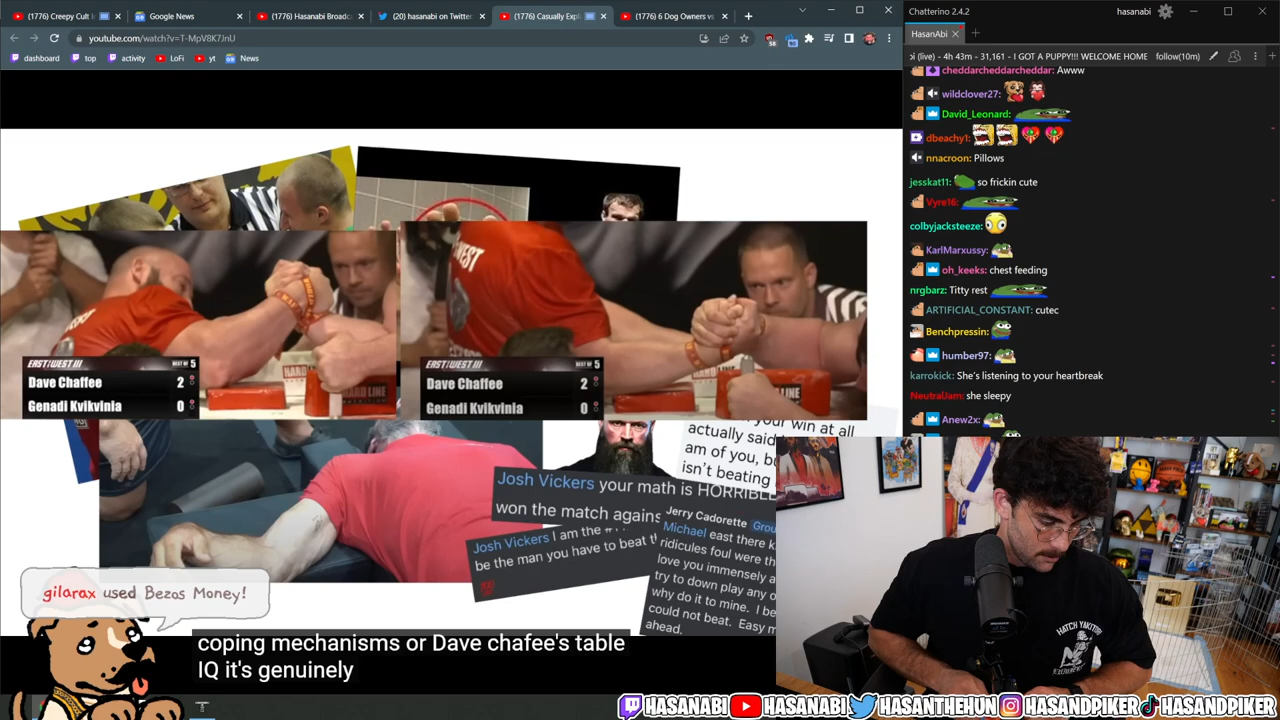 (1776) Creepy Cult l
Google News
(1776) Hasanabi Broadc
(20) hasanabi on Twitter
(1776) Casually Expl
(1776) 6 Dog Owners v
youtube.com/watch?v=T-MpV8K7JnU
dashboard
top
activity
LoFi
yt
News
Chatterino 2.4.2
hasanabi
HasanAbi
oi (live) - 4h 43m - 31,161 - I GOT A PUPPY!!! WELCOME HOME
follow(10m)
cheddarcheddarcheddar: Awww
wildclover27:
David_Leonard:
dbeachy1:
nnacroon: Pillows
jesskat11: so frickin cute
Vyre16:
colbyjacksteeze:
KarlMarxussy:
oh_keeks: chest feeding
nrgbarz: Titty rest
ARTIFICIAL_CONSTANT: cutec
Benchpressin:
humber97:
karrokick: She's listening to your heartbreak
NeutralJam: she sleepy
Anew2x:
WEST
EAST WEST III
BEST OF 5
Dave Chaffee 2
Genadi Kvikvinia 0
HARD LINE
EAST WEST III
BEST OF 5
Dave Chaffee 2
Genadi Kvikvinia 0
your win at all
actually said
am of you, bu
isn't beating
Josh Vickers your math is HORRIBLE
won the match agains
Josh Vickers I am the
be the man you have to beat t
Jerry Cadorette Grou
Michael east there k
ridicules foul were th
love you immensely a
try to down play any o
why do it to mine. I be
could not beat. Easy m
ahead.
gilarax used Bezos Money!
coping mechanisms or Dave chafee's table
IQ it's genuinely
HATCH YAKITORI
HASANABI
HASANABI
HASANTHEHUN
HASANDPIKER
HASANDPIKER